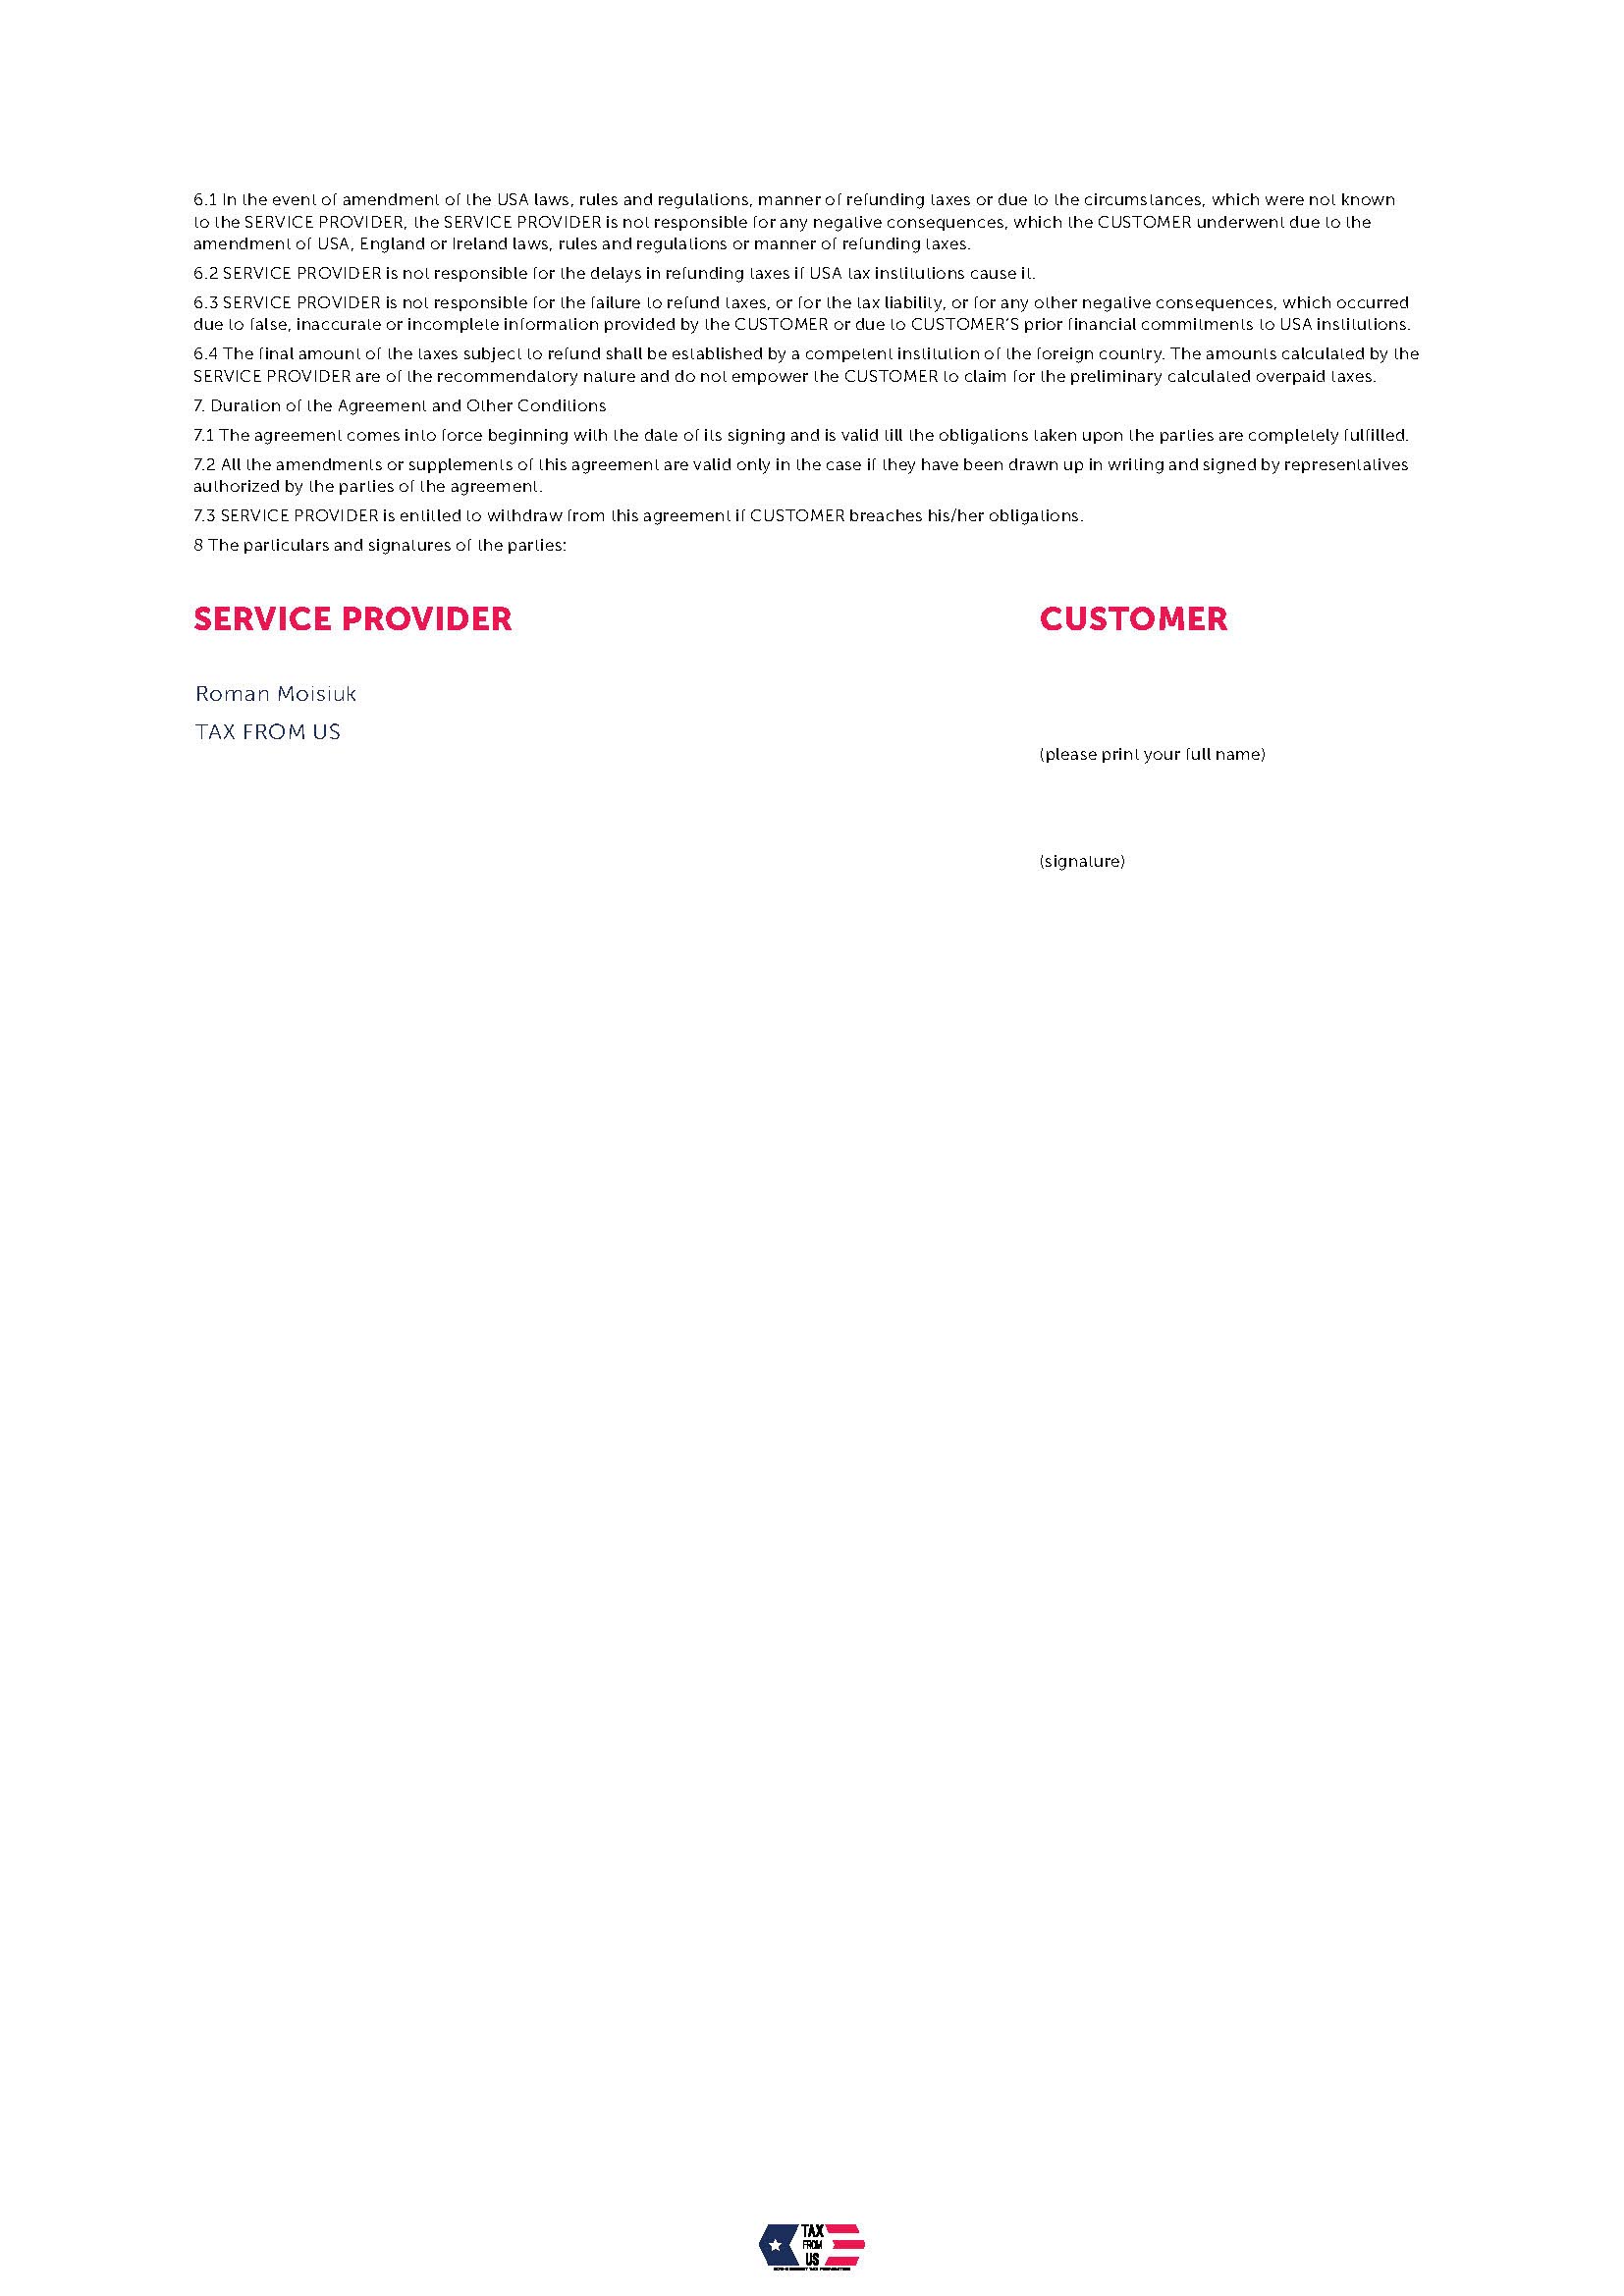 6.1 In the event of amendment of the USA laws, rules and regulations, manner of refunding taxes or due to the circumstances, which were not known
to the SERVICE PROVIDER, the SERVICE PROVIDER is not responsible for any negative consequences, which the CUSTOMER underwent due to the
amendment of USA, England or Ireland laws, rules and regulations or manner of refunding taxes.
6.2 SERVICE PROVIDER is not responsible for the delays in refunding taxes if USA tax institutions cause it.
6.3 SERVICE PROVIDER is not responsible for the failure to refund taxes, or for the tax liability, or for any other negative consequences, which occurred
due to false, inaccurate or incomplete information provided by the CUSTOMER or due to CUSTOMER'S prior financial commitments to USA institutions.
6.4 The final amount of the taxes subject to refund shall be established by a competent institution of the foreign country. The amounts calculated by the
SERVICE PROVIDER are of the recommendatory nature and do not empower the CUSTOMER to claim for the preliminary calculated overpaid taxes.
7. Duration of the Agreement and Other Conditions
7.1 The agreement comes into force beginning with the date of its signing and is valid till the obligations taken upon the parties are completely fulfilled.
7.2 All the amendments or supplements of this agreement are valid only in the case if they have been drawn up in writing and signed by representatives
authorized by the parties of the agreement.
7.3 SERVICE PROVIDER is entitled to withdraw from this agreement if CUSTOMER breaches his/her obligations.
8 The particulars and signatures of the parties:
SERVICE PROVIDER
Roman Moisiuk
TAX FROM US
CUSTOMER
(please print your full name)
(signature)
TAX
FROM
US